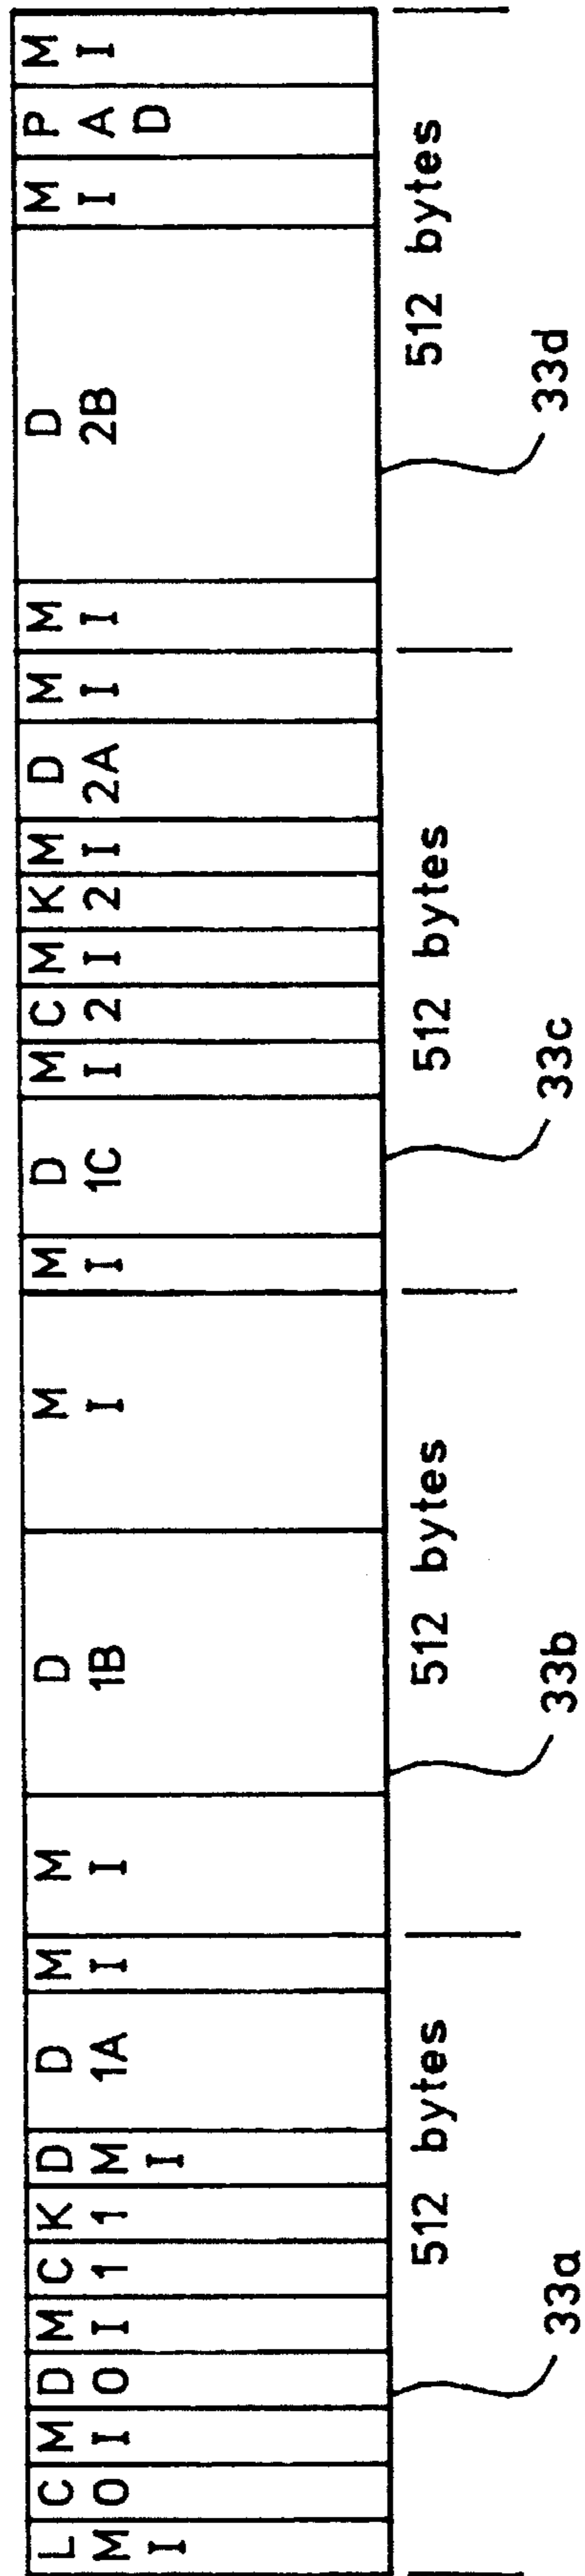 L C M D M C K D D M M D M M D M C M K M D M M D M P M
M 0 I 0 I 1 1 M 1A I I 1B I I 1C I 2 I 2 I 2A I I 2B I A I
I I D
512 bytes 512 bytes 512 bytes 512 bytes
33a 33b 33c 33d